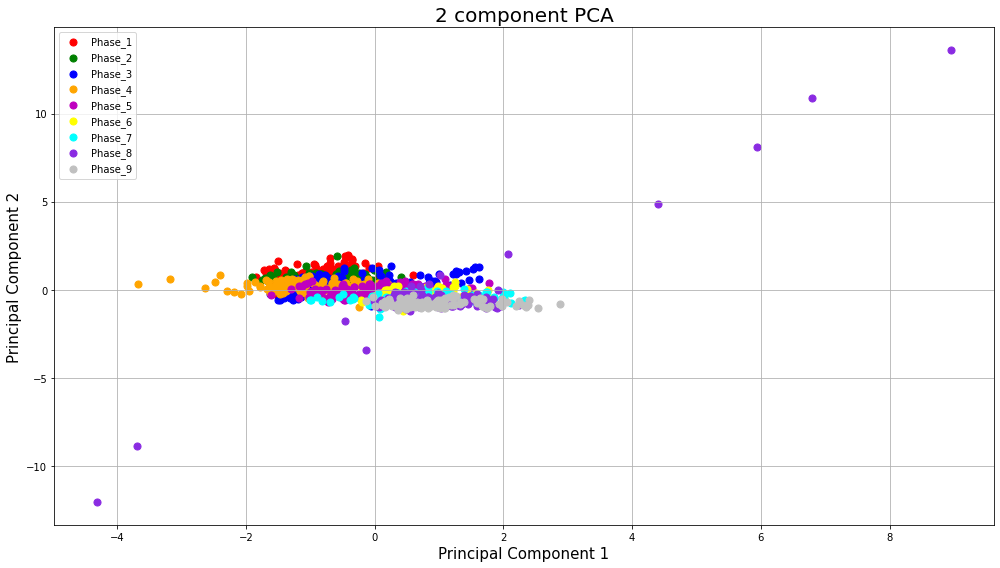 2 component PCA
Phase_1
Phase_2
Phase_3
Phase_4
Phase_5
Phase_6
Phase_7
Phase_8
Phase_9
10
5
0
−5
−10
Principal Component 2
−4
−2
0
2
4
6
8
Principal Component 1